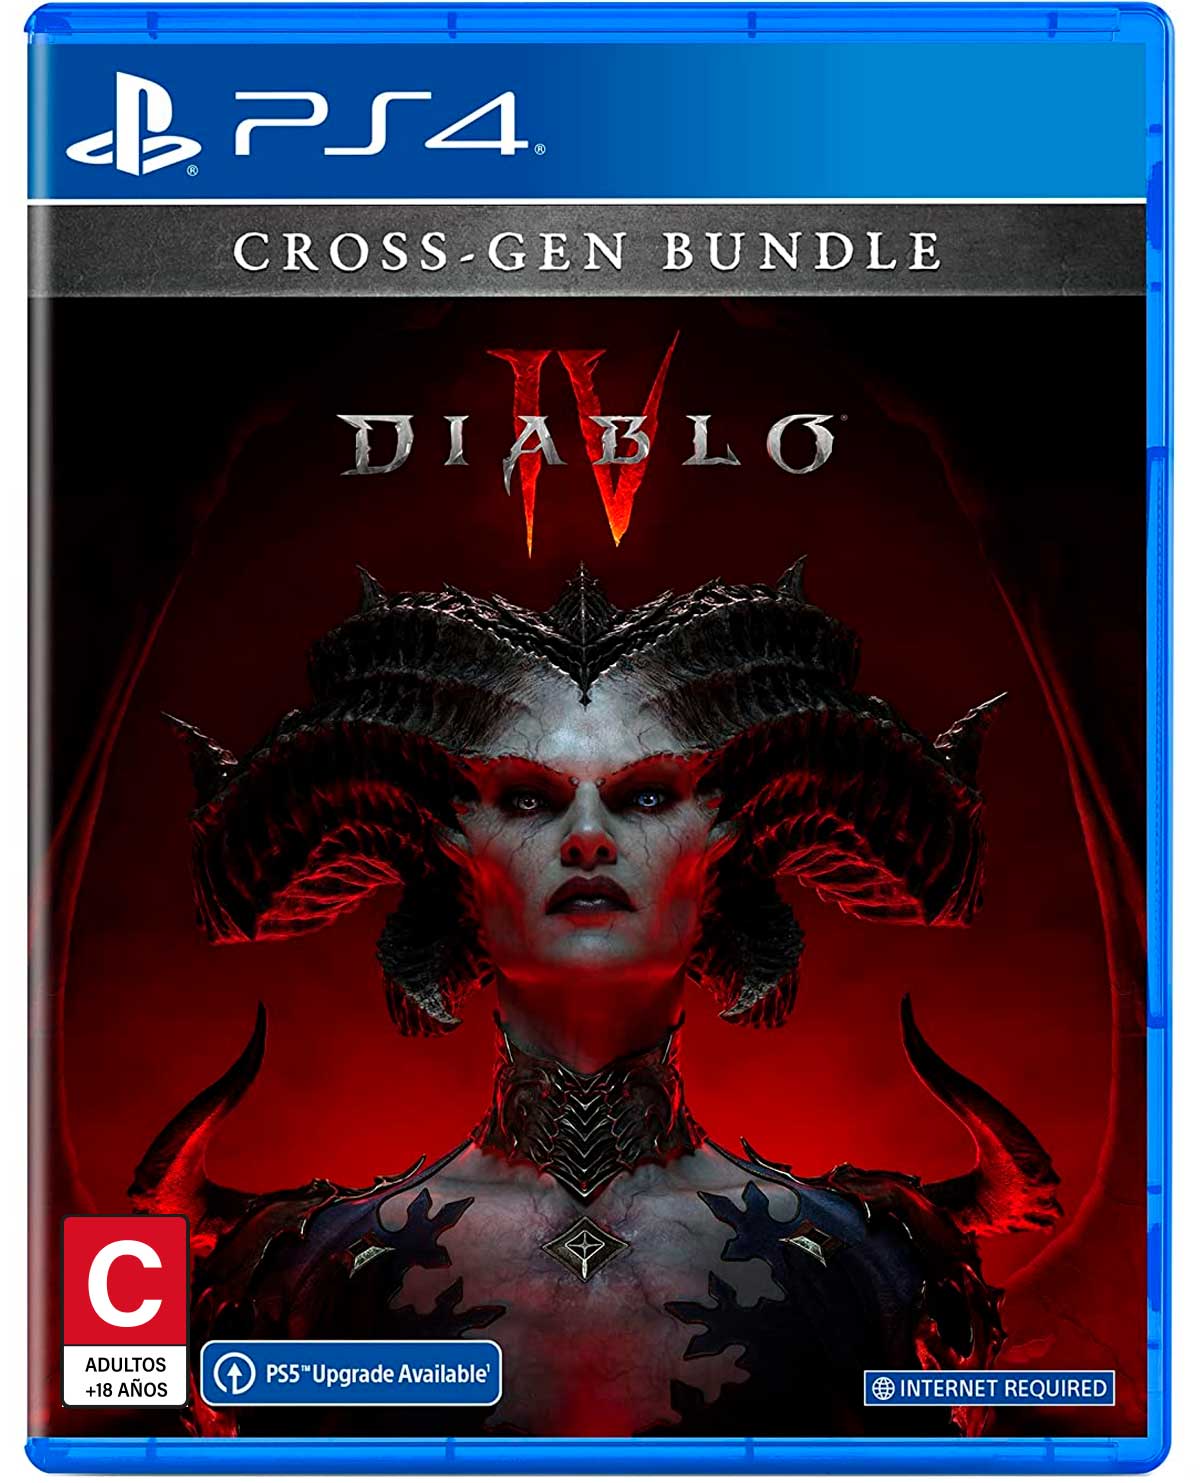 PS4®
CROSS-GEN BUNDLE
IV
DIABLO®
C
ADULTOS
+18 AÑOS
PS5™ Upgrade Available¹
INTERNET REQUIRED